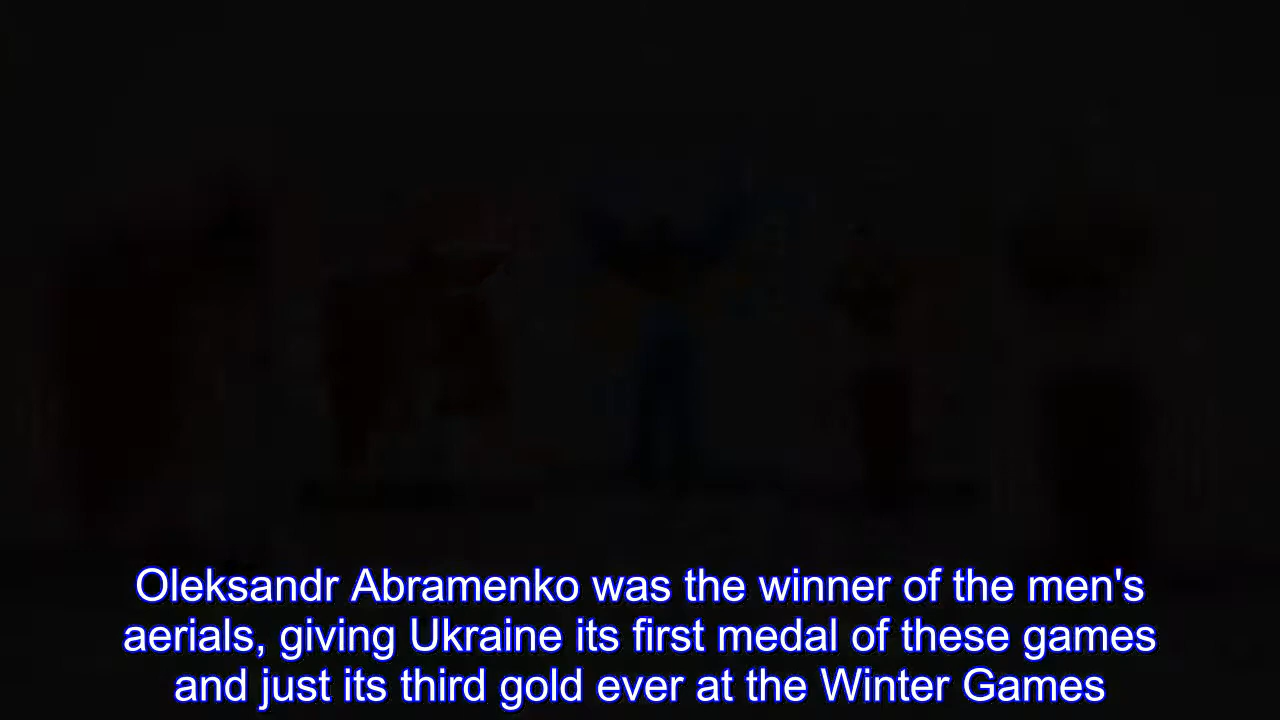 Oleksandr Abramenko was the winner of the men's
aerials, giving Ukraine its first medal of these games
and just its third gold ever at the Winter Games